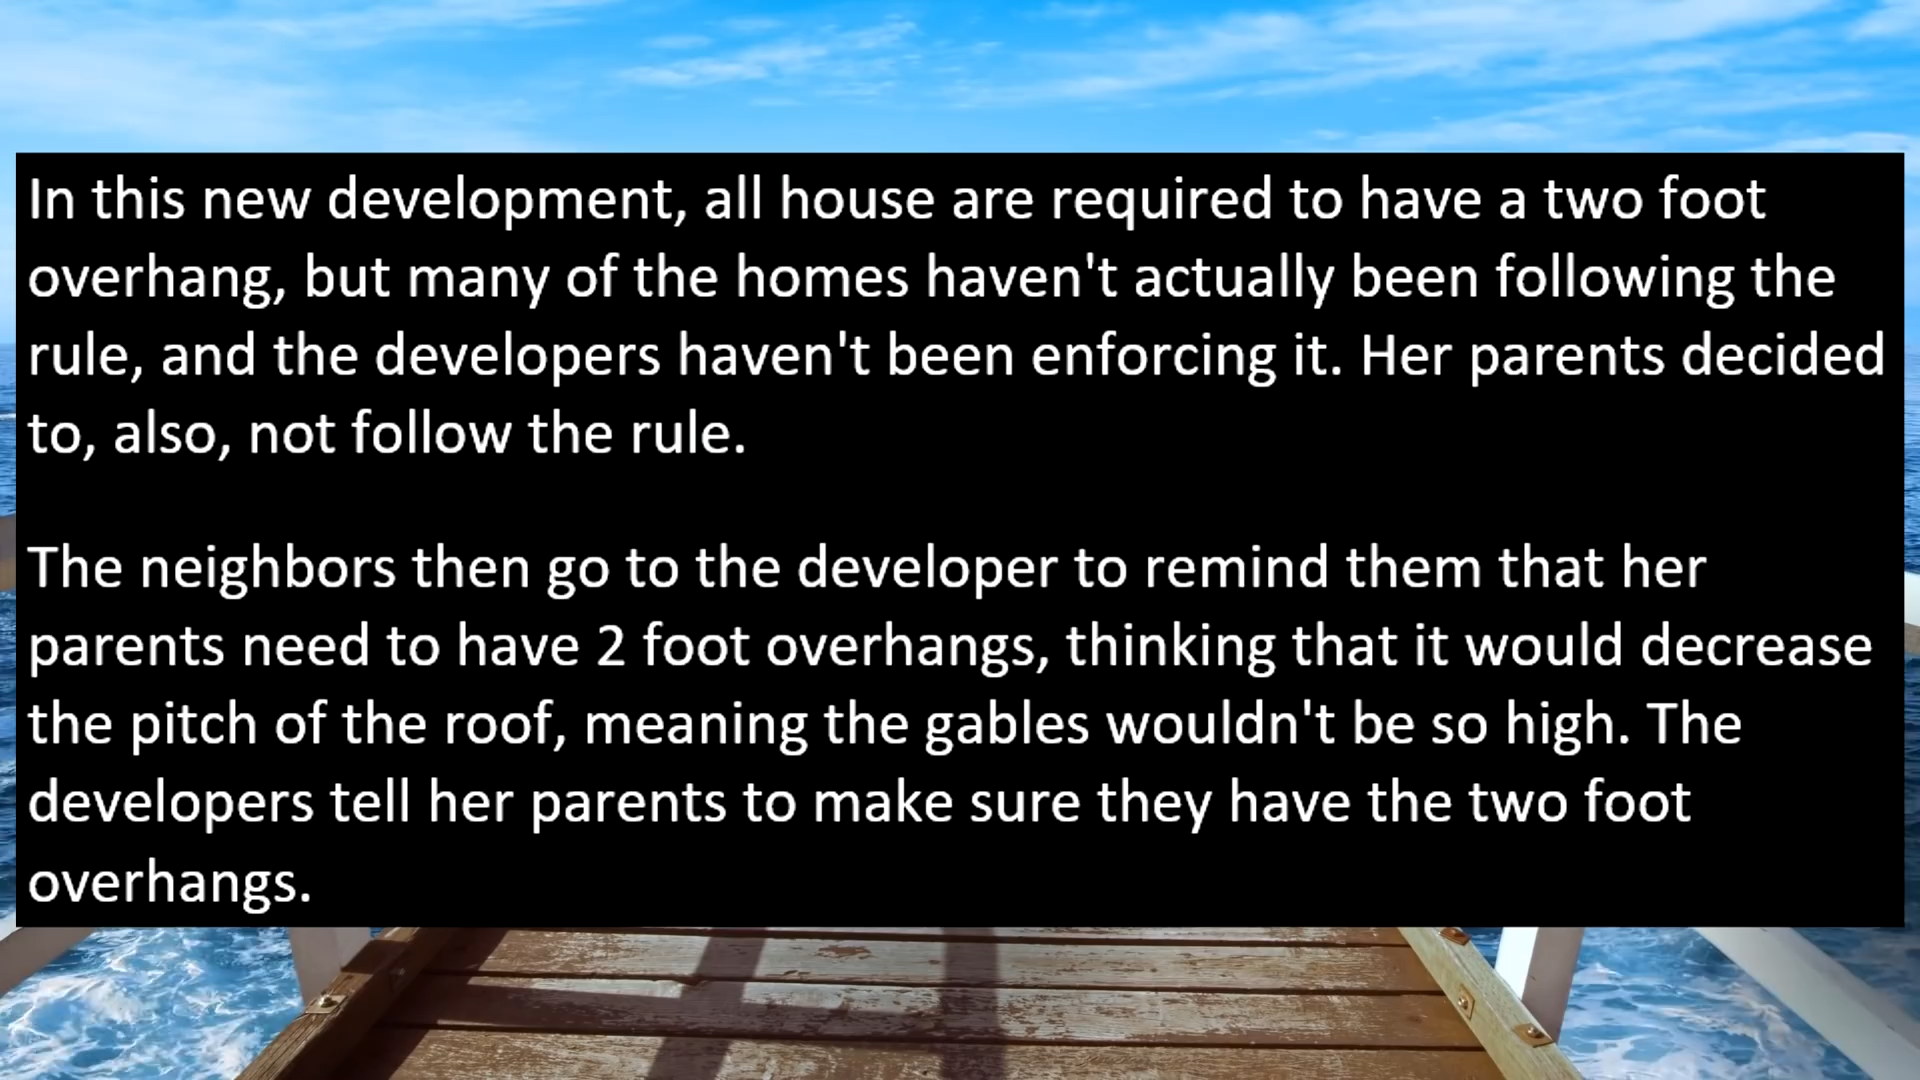 In this new development, all house are required to have a two foot
overhang, but many of the homes haven't actually been following the
rule, and the developers haven't been enforcing it. Her parents decided
to, also, not follow the rule.
The neighbors then go to the developer to remind them that her
parents need to have 2 foot overhangs, thinking that it would decrease
the pitch of the roof, meaning the gables wouldn't be so high. The
developers tell her parents to make sure they have the two foot
overhangs.